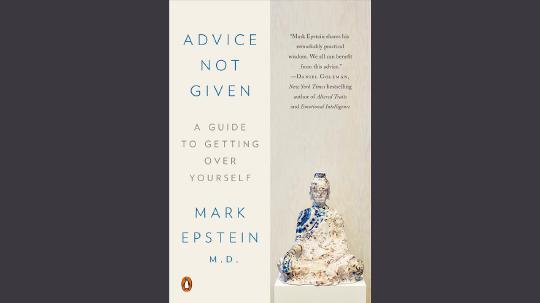 ADVICE
NOT
GIVEN
A GUIDE
TO GETTING
OVER
YOURSELF
MARK
EPSTEIN
M.D.
"Mark Epstein shares his
remarkably practical
wisdom. We all can benefit
from this advice."
—DANIEL GOLEMAN,
New York Times bestselling
author of Altered Traits
and Emotional Intelligence